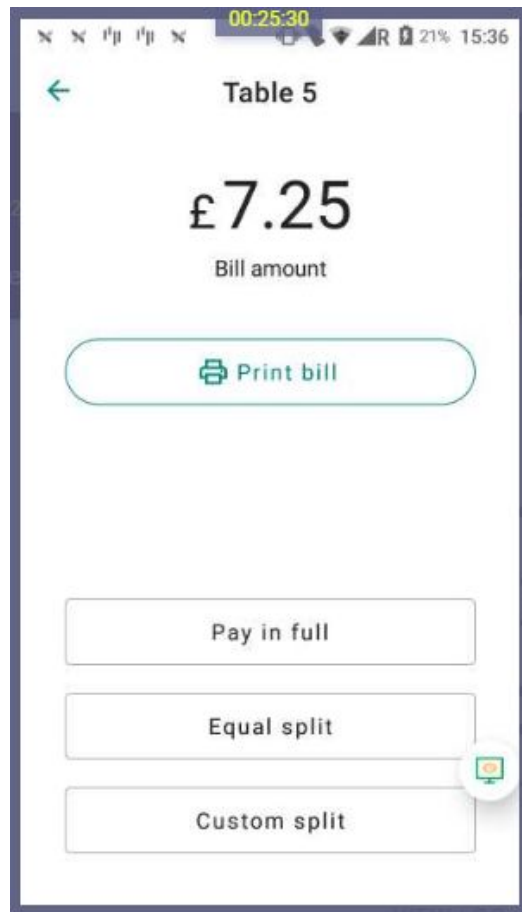 00:25:30
R 21% 15:36
Table 5
£7.25
Bill amount
Print bill
Pay in full
Equal split
Custom split